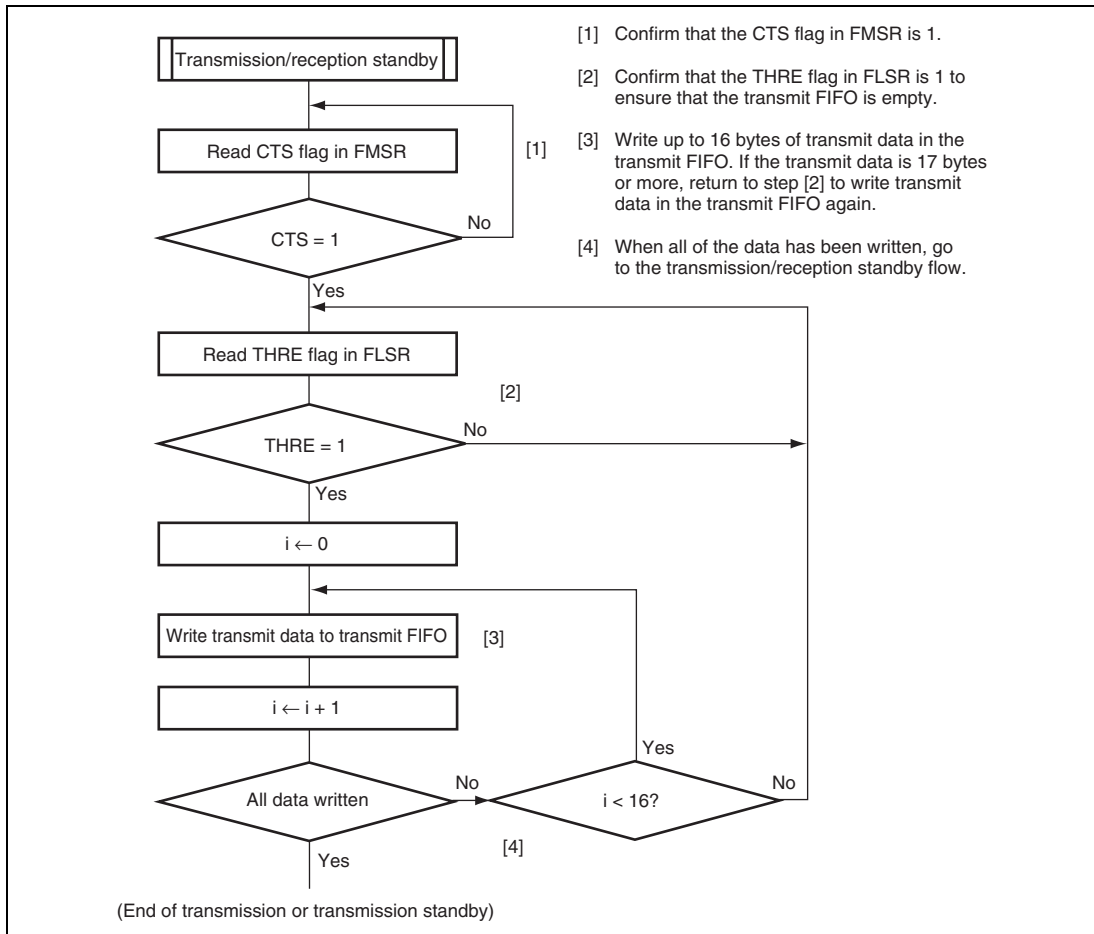 Transmission/reception standby
Read CTS flag in FMSR
[1]
CTS = 1
No
Yes
Read THRE flag in FLSR
[2]
THRE = 1
No
Yes
i ← 0
Write transmit data to transmit FIFO
[3]
i ← i + 1
Yes
All data written
No
i < 16?
No
[4]
Yes
(End of transmission or transmission standby)
[1] Confirm that the CTS flag in FMSR is 1.
[2] Confirm that the THRE flag in FLSR is 1 to
ensure that the transmit FIFO is empty.
[3] Write up to 16 bytes of transmit data in the
transmit FIFO. If the transmit data is 17 bytes
or more, return to step [2] to write transmit
data in the transmit FIFO again.
[4] When all of the data has been written, go
to the transmission/reception standby flow.